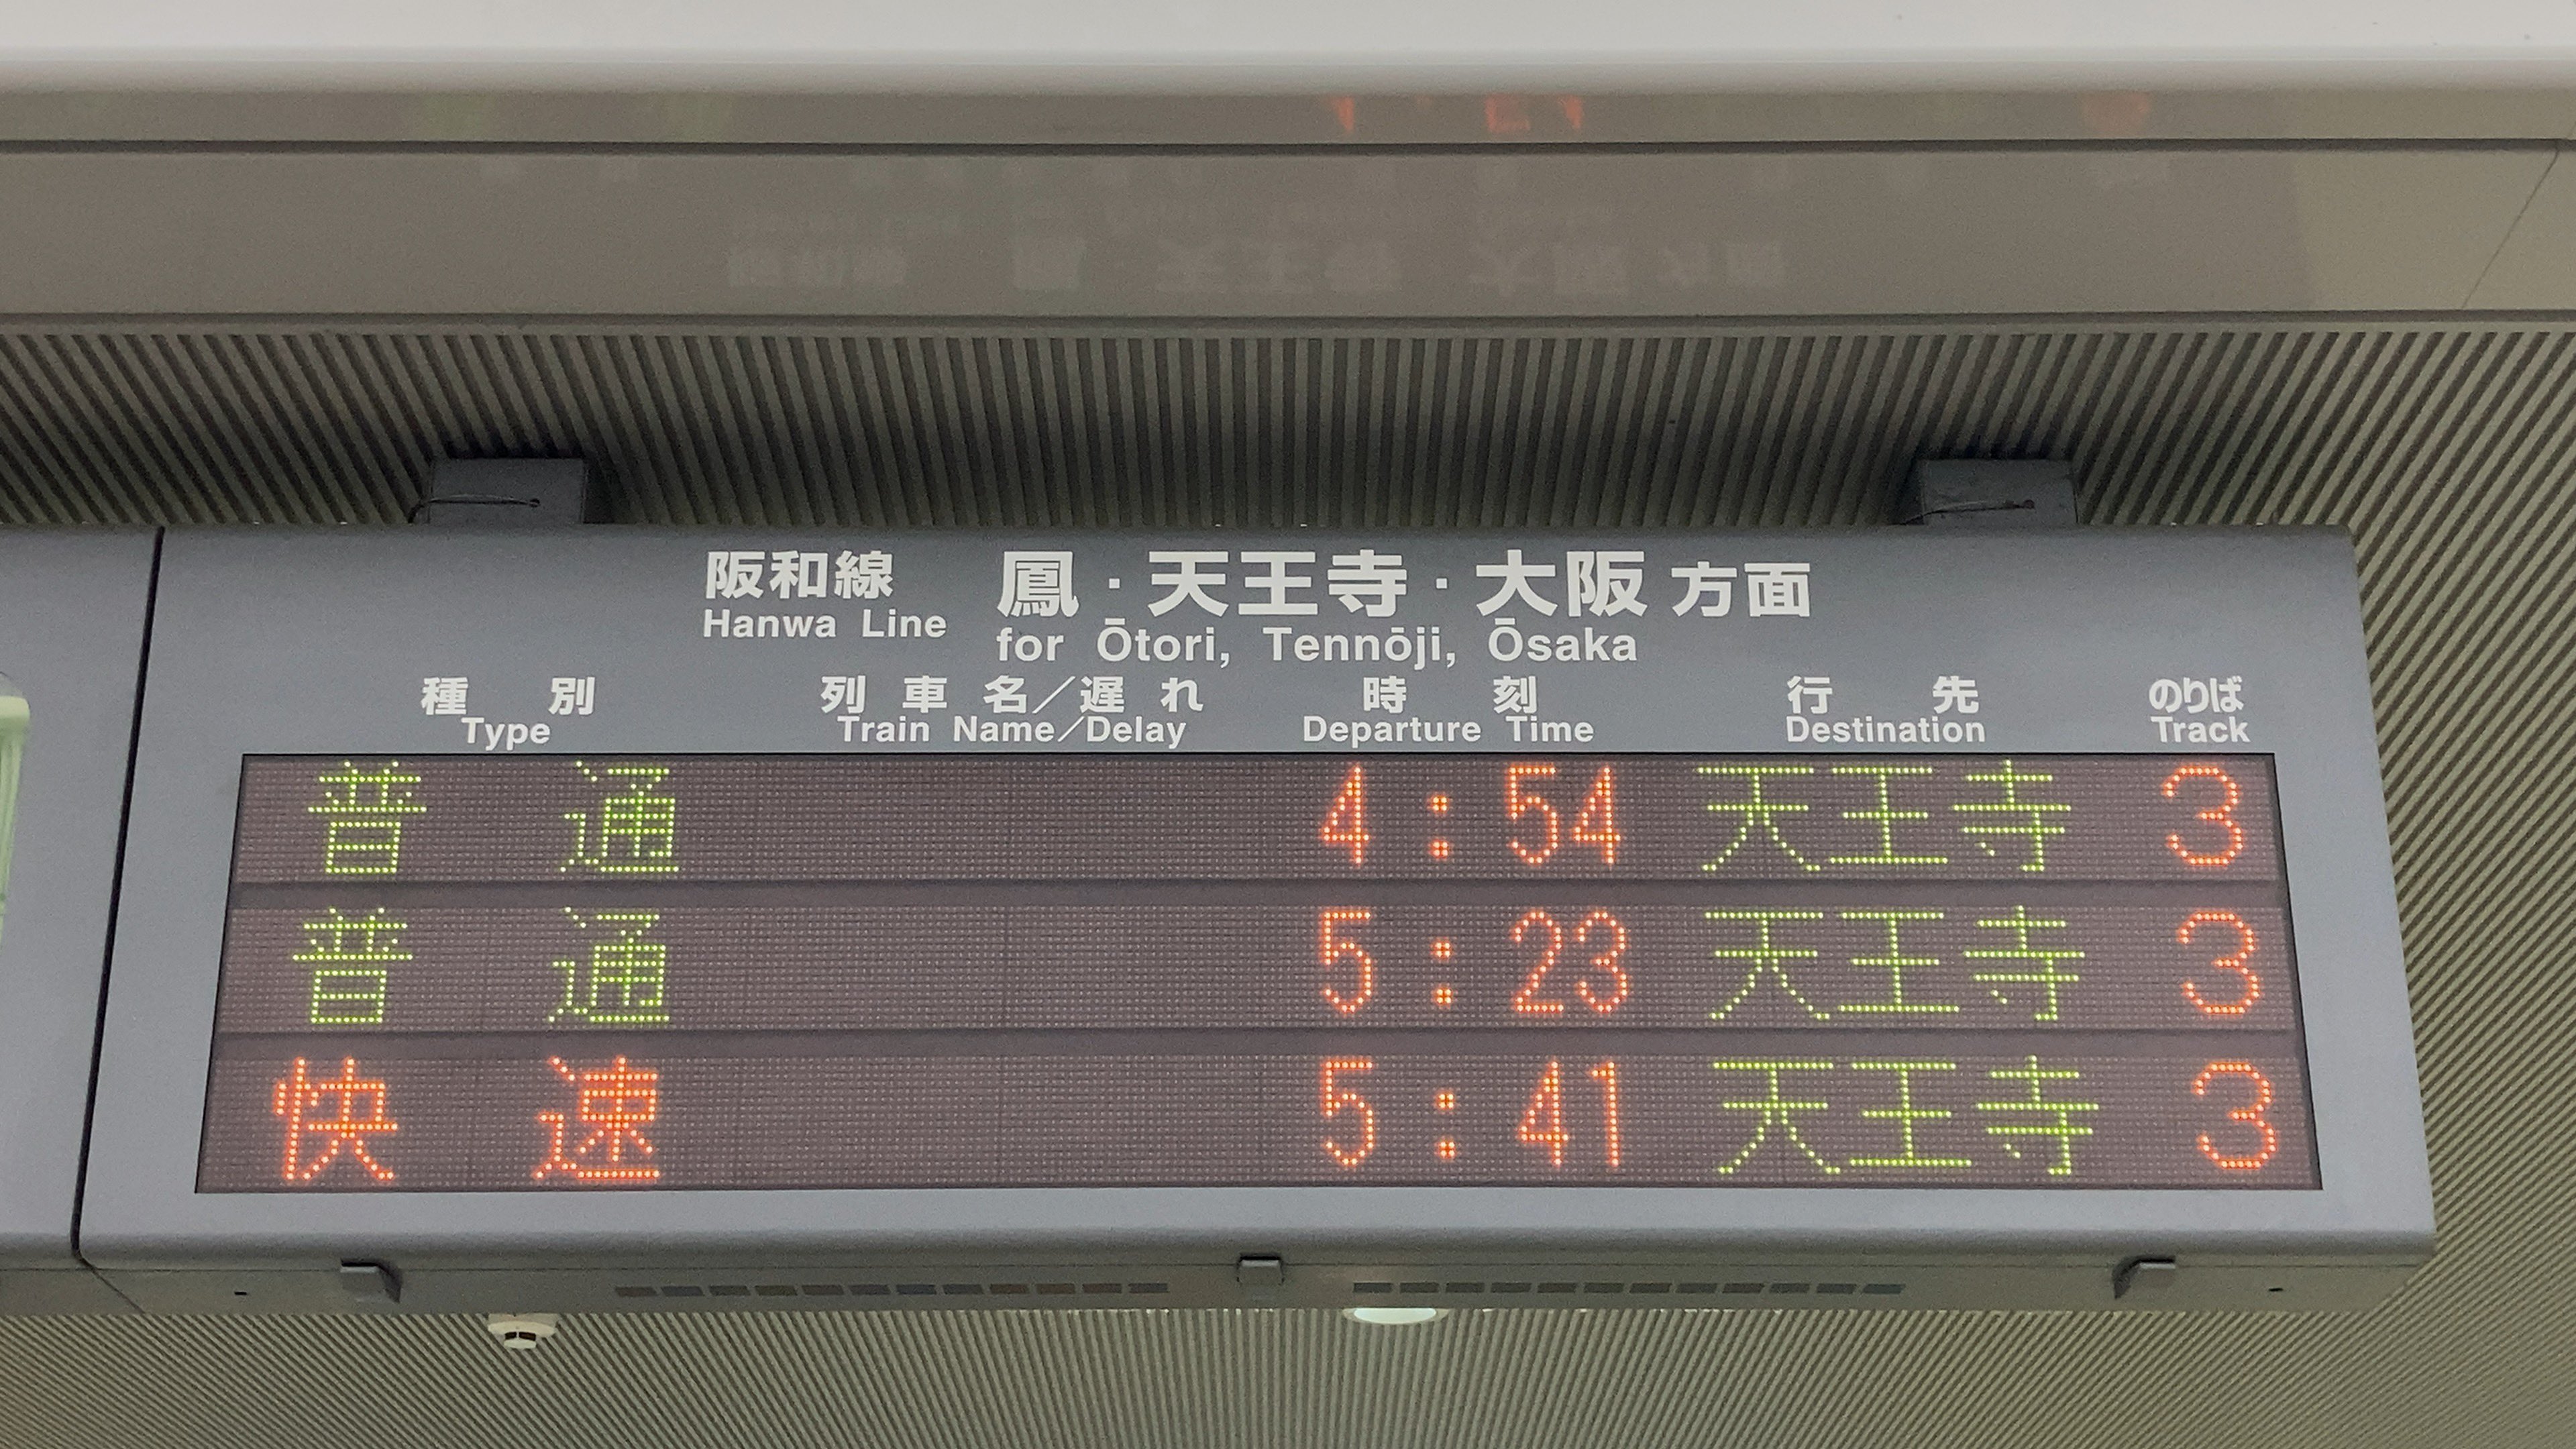 阪和線 鳳・天王寺・大阪方面
Hanwa Line for Ōtori, Tennōji, Ōsaka
種別 列車名／遅れ 時刻 行先 のりば
Type Train Name/Delay Departure Time Destination Track
普通 4:54 天王寺 3
普通 5:23 天王寺 3
快速 5:41 天王寺 3